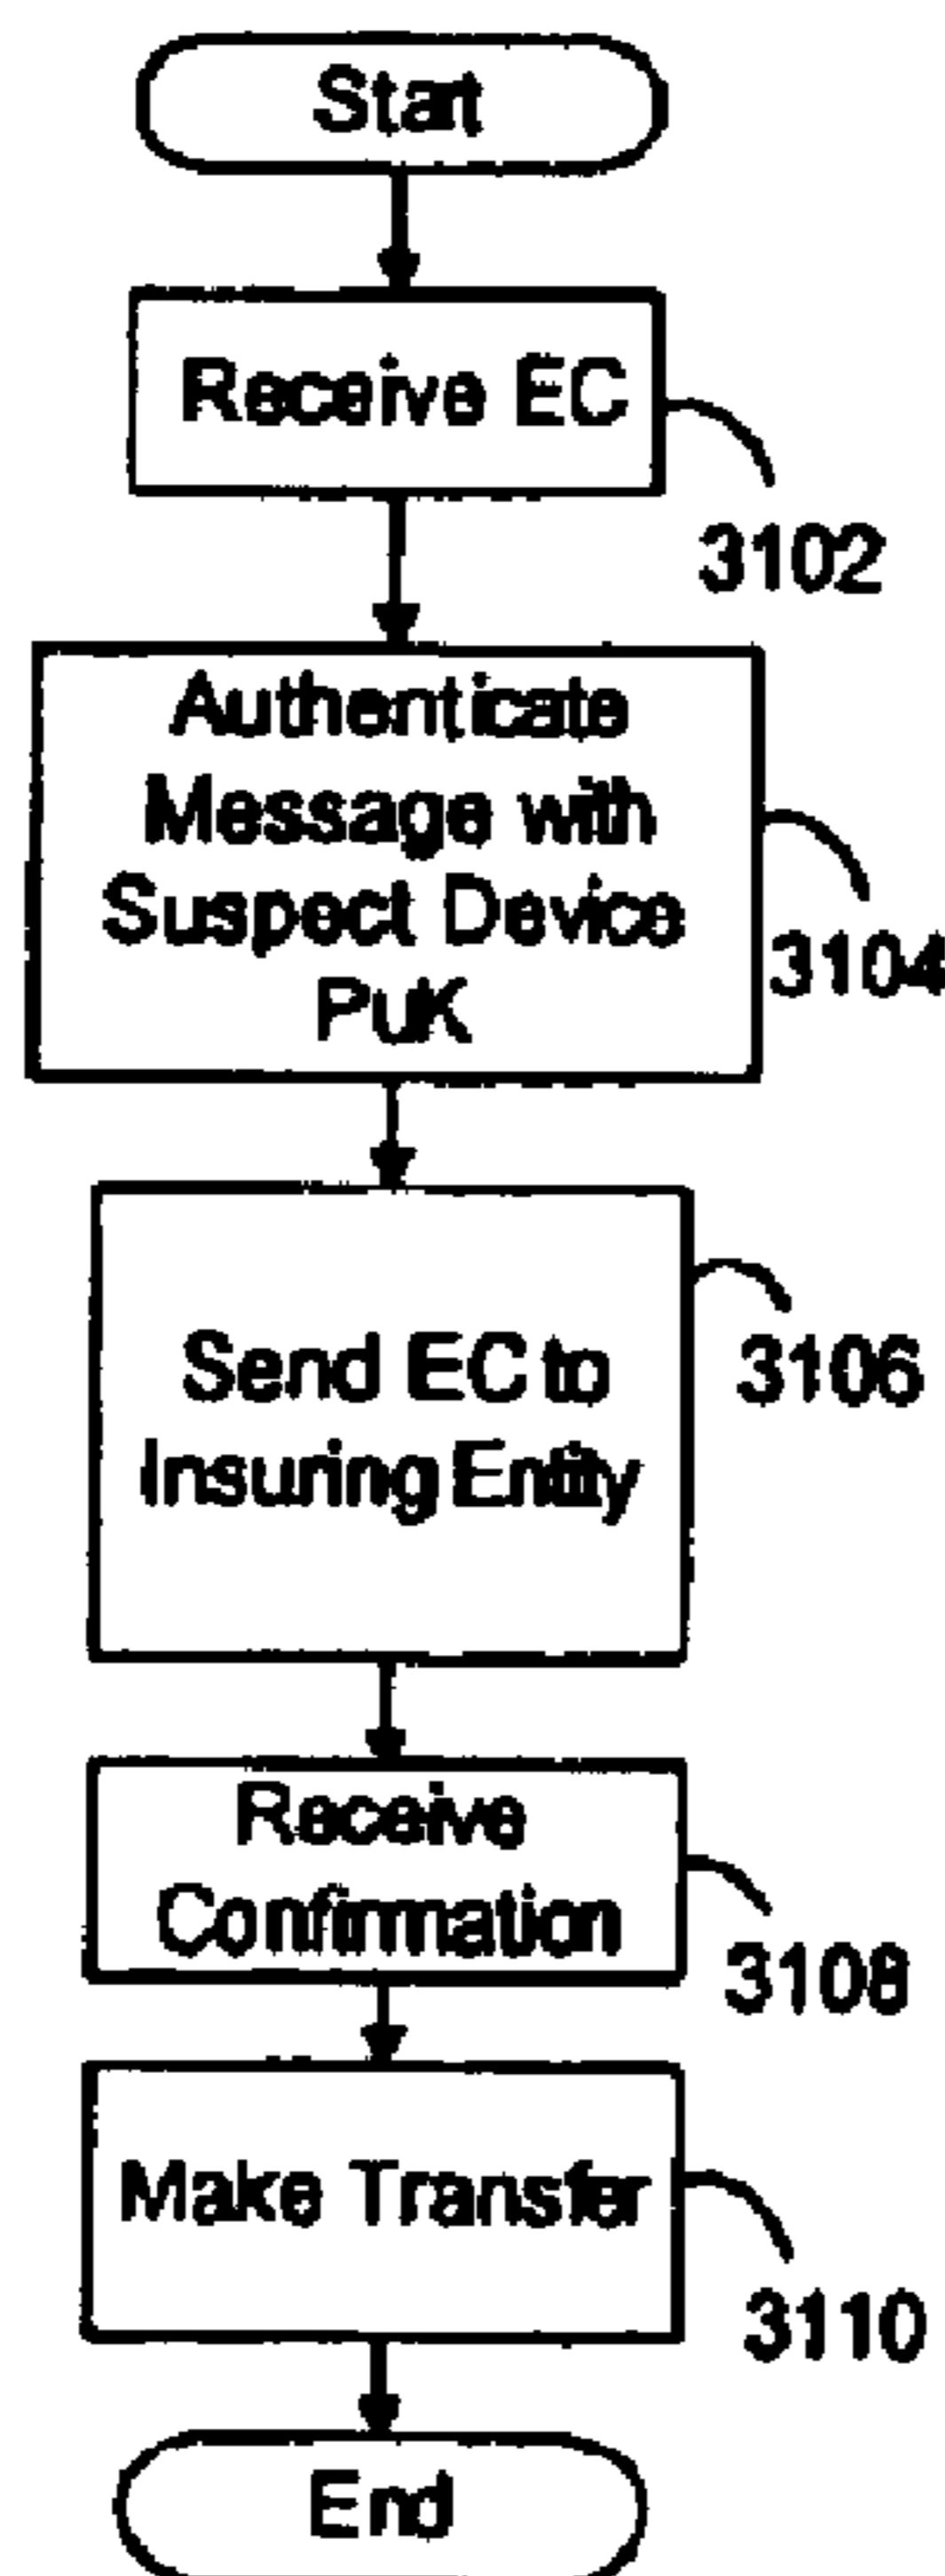 Start
Receive EC
3102
Authenticate
Message with
Suspect Device
PuK
3104
Send EC to
Insuring Entity
3106
Receive
Confirmation
3108
Make Transfer
3110
End